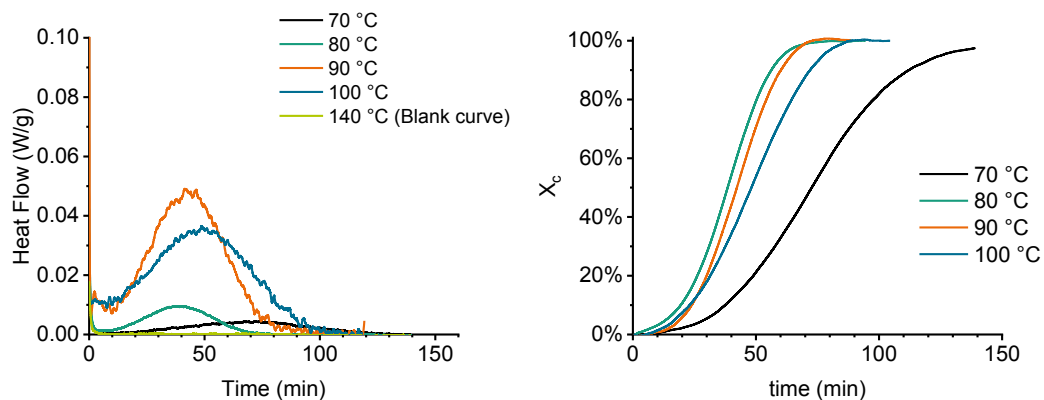 70 °C
80 °C
90 °C
100 °C
140 °C (Blank curve)
0.10
0.08
0.06
0.04
0.02
0.00
Heat Flow (W/g)
0
50
100
150
Time (min)
100%
80%
60%
40%
20%
0%
X_c
0
50
100
150
time (min)
70 °C
80 °C
90 °C
100 °C